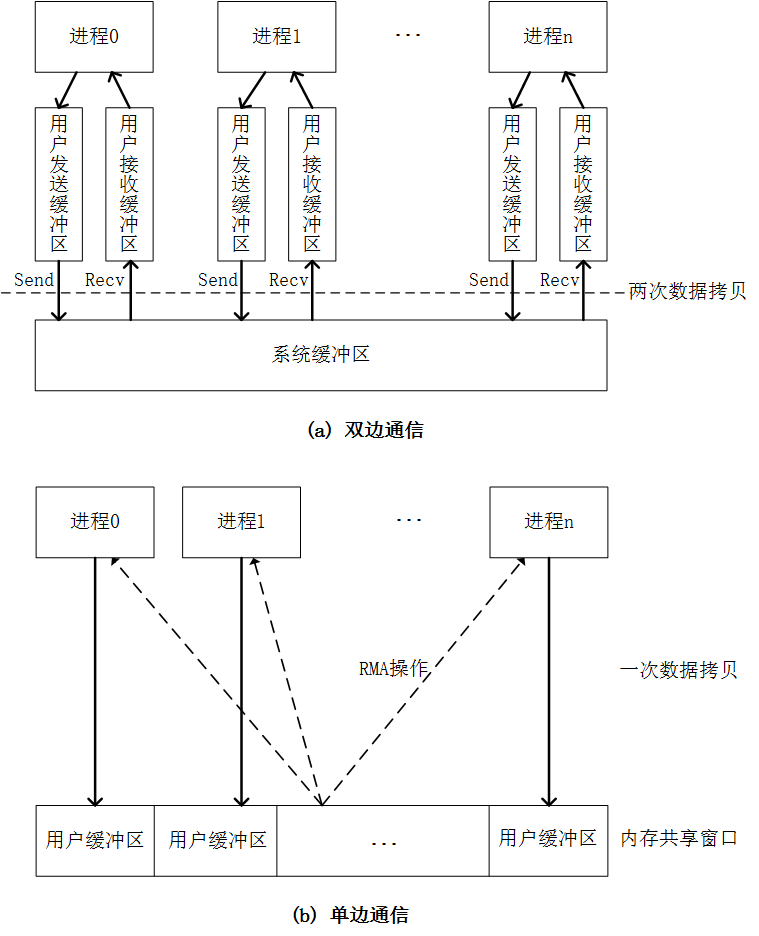 进程0 进程1 ··· 进程n
用户发送缓冲区 用户接收缓冲区 用户发送缓冲区 用户接收缓冲区 用户发送缓冲区 用户接收缓冲区
Send Recv Send Recv Send Recv
两次数据拷贝
系统缓冲区
(a) 双边通信
进程0 进程1 ··· 进程n
RMA操作
一次数据拷贝
用户缓冲区 用户缓冲区 ··· 用户缓冲区 内存共享窗口
(b) 单边通信